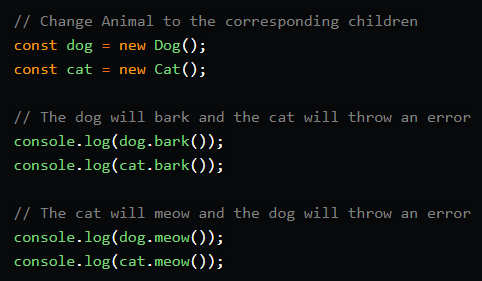 // Change Animal to the corresponding children
const dog = new Dog();
const cat = new Cat();
// The dog will bark and the cat will throw an error
console.log(dog.bark());
console.log(cat.bark());
// The cat will meow and the dog will throw an error
console.log(dog.meow());
console.log(cat.meow());